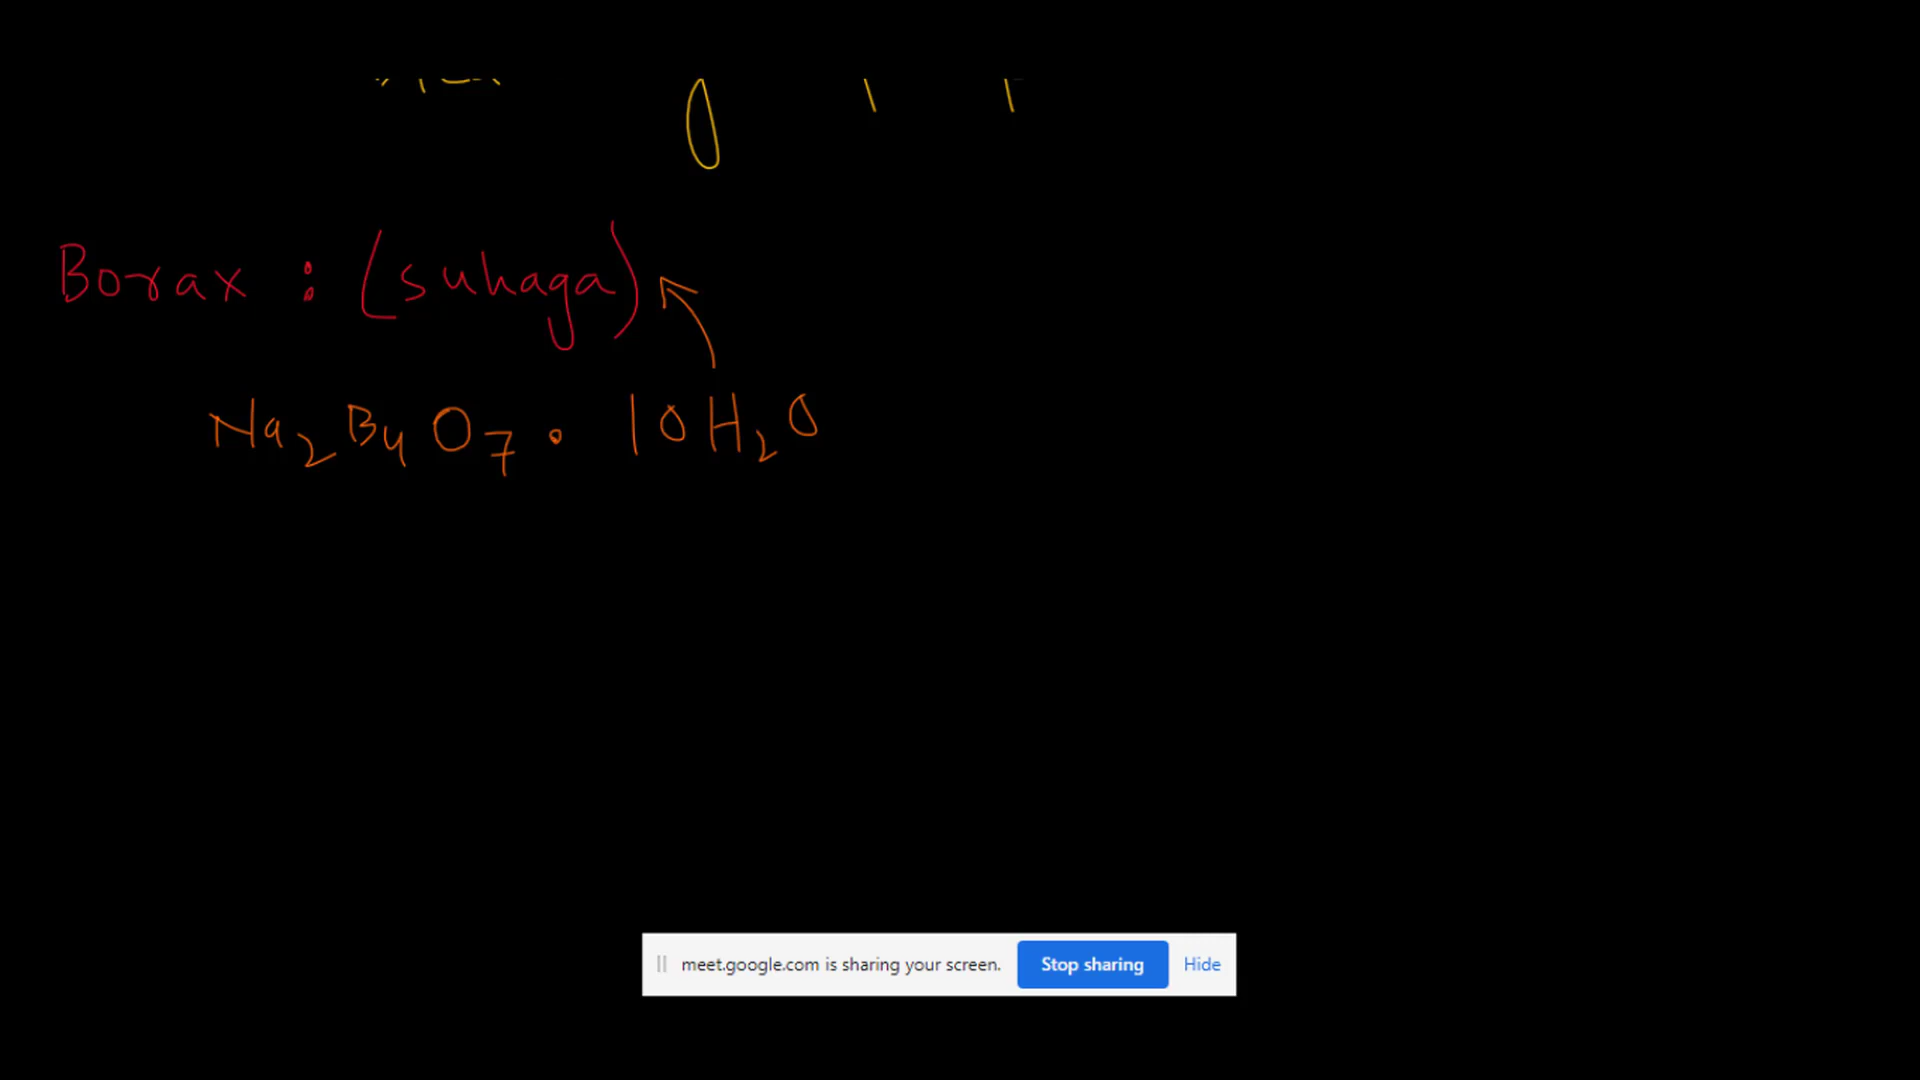 Borax : (suhaga)
Na₂B₄O₇ • 10H₂O
meet.google.com is sharing your screen. Stop sharing Hide